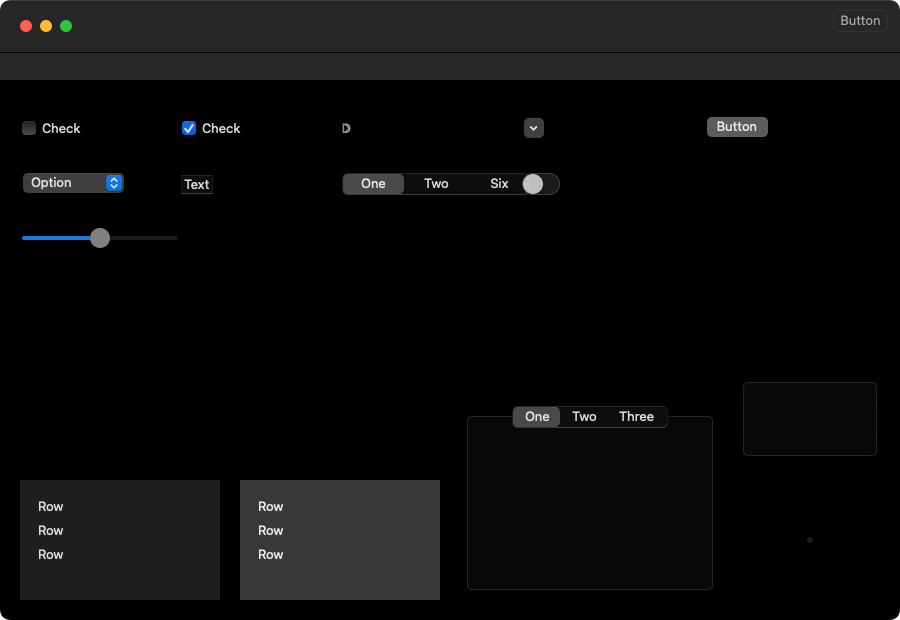 Button
Check
Check
D
Button
Option
Text
One
Two
Six
One
Two
Three
Row
Row
Row
Row
Row
Row